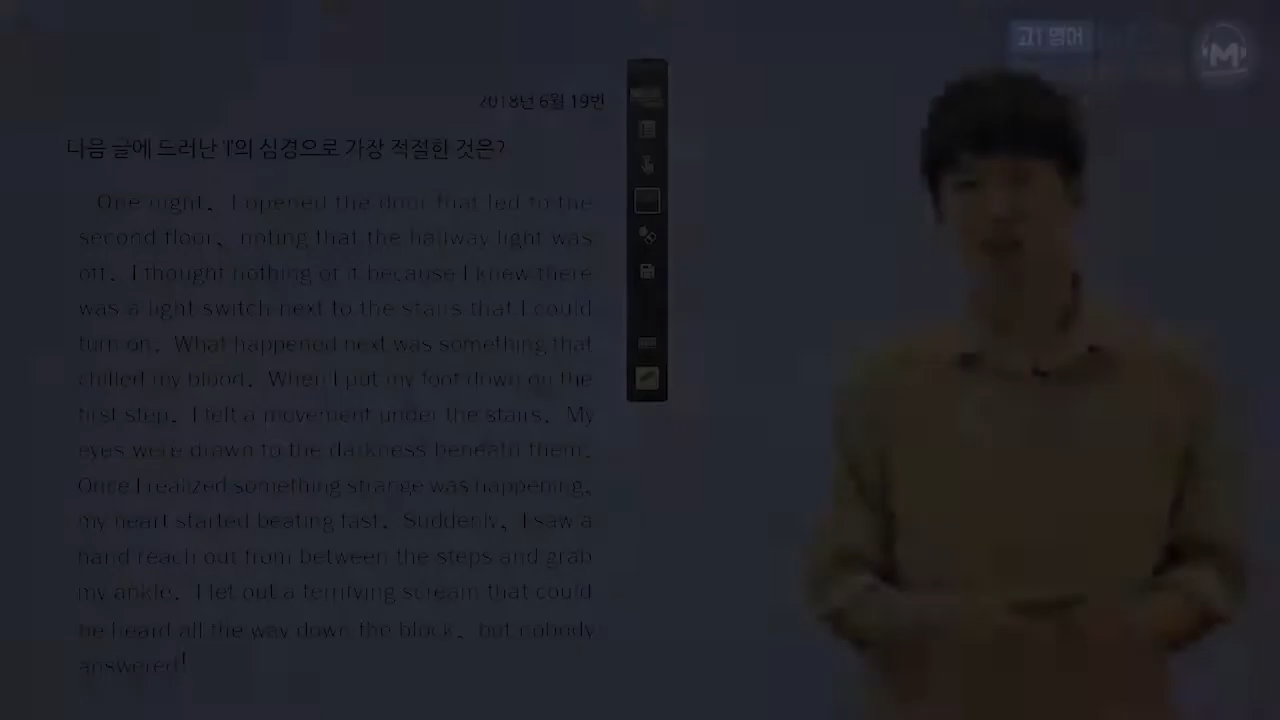 고1 영어
M
2018년 6월 19번
다음 글에 드러난 'I'의 심경으로 가장 적절한 것은?
One night, I opened the door that led to the
second floor, noting that the hallway light was
off. I thought nothing of it because I knew there
was a light switch next to the stairs that I could
turn on. What happened next was something that
chilled my blood. When I put my foot down on the
first step, I felt a movement under the stairs. My
eyes were drawn to the darkness beneath them.
Once I realized something strange was happening,
my heart started beating fast. Suddenly, I saw a
hand reach out from between the steps and grab
my ankle. I let out a terrifying scream that could
be heard all the way down the block, but nobody
answered!